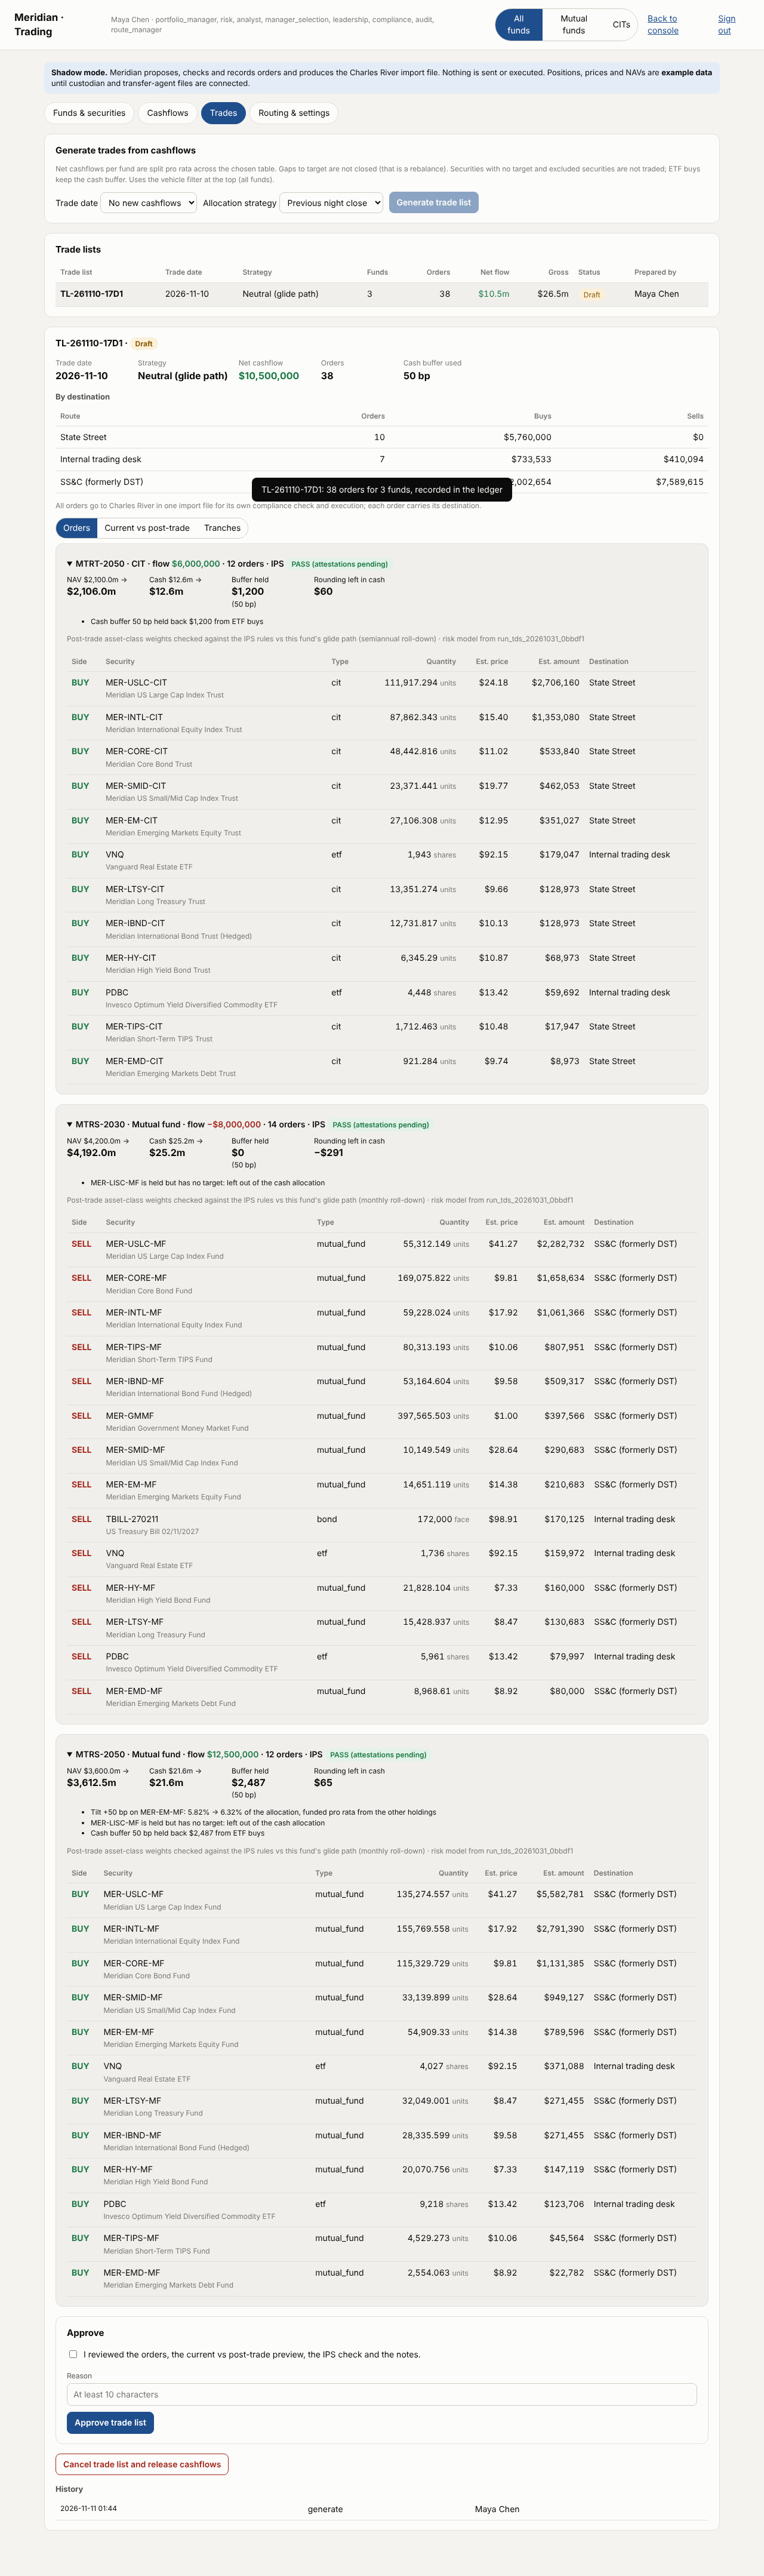 Meridian · Trading
Maya Chen · portfolio_manager, risk, analyst, manager_selection, leadership, compliance, audit, route_manager
All funds
Mutual funds
CITs
Back to console
Sign out
Shadow mode. Meridian proposes, checks and records orders and produces the Charles River import file. Nothing is sent or executed. Positions, prices and NAVs are example data until custodian and transfer-agent files are connected.
Funds & securities
Cashflows
Trades
Routing & settings
Generate trades from cashflows
Net cashflows per fund are split pro rata across the chosen table. Gaps to target are not closed (that is a rebalance). Securities with no target and excluded securities are not traded; ETF buys keep the cash buffer. Uses the vehicle filter at the top (all funds).
Trade date No new cashflows Allocation strategy Previous night close Generate trade list
Trade lists
Trade list Trade date Strategy Funds Orders Net flow Gross Status Prepared by
TL-261110-17D1 2026-11-10 Neutral (glide path) 3 38 $10.5m $26.5m Draft Maya Chen
TL-261110-17D1 · Draft
Trade date Strategy Net cashflow Orders Cash buffer used
2026-11-10 Neutral (glide path) $10,500,000 38 50 bp
By destination
Route Orders Buys Sells
State Street 10 $5,760,000 $0
Internal trading desk 7 $733,533 $410,094
SS&C (formerly DST) 2,002,654 $7,589,615
TL-261110-17D1: 38 orders for 3 funds, recorded in the ledger
All orders go to Charles River in one import file for its own compliance check and execution; each order carries its destination.
Orders Current vs post-trade Tranches
▼ MTRT-2050 · CIT · flow $6,000,000 · 12 orders · IPS PASS (attestations pending)
NAV $2,100.0m → Cash $12.6m → Buffer held Rounding left in cash
$2,106.0m $12.6m $1,200 $60
(50 bp)
• Cash buffer 50 bp held back $1,200 from ETF buys
Post-trade asset-class weights checked against the IPS rules vs this fund's glide path (semiannual roll-down) · risk model from run_tds_20261031_0bbdf1
Side Security Type Quantity Est. price Est. amount Destination
BUY MER-USLC-CIT cit 111,917.294 units $24.18 $2,706,160 State Street
Meridian US Large Cap Index Trust
BUY MER-INTL-CIT cit 87,862.343 units $15.40 $1,353,080 State Street
Meridian International Equity Index Trust
BUY MER-CORE-CIT cit 48,442.816 units $11.02 $533,840 State Street
Meridian Core Bond Trust
BUY MER-SMID-CIT cit 23,371.441 units $19.77 $462,053 State Street
Meridian US Small/Mid Cap Index Trust
BUY MER-EM-CIT cit 27,106.308 units $12.95 $351,027 State Street
Meridian Emerging Markets Equity Trust
BUY VNQ etf 1,943 shares $92.15 $179,047 Internal trading desk
Vanguard Real Estate ETF
BUY MER-LTSY-CIT cit 13,351.274 units $9.66 $128,973 State Street
Meridian Long Treasury Trust
BUY MER-IBND-CIT cit 12,731.817 units $10.13 $128,973 State Street
Meridian International Bond Trust (Hedged)
BUY MER-HY-CIT cit 6,345.29 units $10.87 $68,973 State Street
Meridian High Yield Bond Trust
BUY PDBC etf 4,448 shares $13.42 $59,692 Internal trading desk
Invesco Optimum Yield Diversified Commodity ETF
BUY MER-TIPS-CIT cit 1,712.463 units $10.48 $17,947 State Street
Meridian Short-Term TIPS Trust
BUY MER-EMD-CIT cit 921.284 units $9.74 $8,973 State Street
Meridian Emerging Markets Debt Trust
▼ MTRS-2030 · Mutual fund · flow −$8,000,000 · 14 orders · IPS PASS (attestations pending)
NAV $4,200.0m → Cash $25.2m → Buffer held Rounding left in cash
$4,192.0m $25.2m $0 −$291
(50 bp)
• MER-LISC-MF is held but has no target: left out of the cash allocation
Post-trade asset-class weights checked against the IPS rules vs this fund's glide path (monthly roll-down) · risk model from run_tds_20261031_0bbdf1
Side Security Type Quantity Est. price Est. amount Destination
SELL MER-USLC-MF mutual_fund 55,312.149 units $41.27 $2,282,732 SS&C (formerly DST)
Meridian US Large Cap Index Fund
SELL MER-CORE-MF mutual_fund 169,075.822 units $9.81 $1,658,634 SS&C (formerly DST)
Meridian Core Bond Fund
SELL MER-INTL-MF mutual_fund 59,228.024 units $17.92 $1,061,366 SS&C (formerly DST)
Meridian International Equity Index Fund
SELL MER-TIPS-MF mutual_fund 80,313.193 units $10.06 $807,951 SS&C (formerly DST)
Meridian Short-Term TIPS Fund
SELL MER-IBND-MF mutual_fund 53,164.604 units $9.58 $509,317 SS&C (formerly DST)
Meridian International Bond Fund (Hedged)
SELL MER-GMMF mutual_fund 397,565.503 units $1.00 $397,566 SS&C (formerly DST)
Meridian Government Money Market Fund
SELL MER-SMID-MF mutual_fund 10,149.549 units $28.64 $290,683 SS&C (formerly DST)
Meridian US Small/Mid Cap Index Fund
SELL MER-EM-MF mutual_fund 14,651.119 units $14.38 $210,683 SS&C (formerly DST)
Meridian Emerging Markets Equity Fund
SELL TBILL-270211 bond 172,000 face $98.91 $170,125 Internal trading desk
US Treasury Bill 02/11/2027
SELL VNQ etf 1,736 shares $92.15 $159,972 Internal trading desk
Vanguard Real Estate ETF
SELL MER-HY-MF mutual_fund 21,828.104 units $7.33 $160,000 SS&C (formerly DST)
Meridian High Yield Bond Fund
SELL MER-LTSY-MF mutual_fund 15,428.937 units $8.47 $130,683 SS&C (formerly DST)
Meridian Long Treasury Fund
SELL PDBC etf 5,961 shares $13.42 $79,997 Internal trading desk
Invesco Optimum Yield Diversified Commodity ETF
SELL MER-EMD-MF mutual_fund 8,968.61 units $8.92 $80,000 SS&C (formerly DST)
Meridian Emerging Markets Debt Fund
▼ MTRS-2050 · Mutual fund · flow $12,500,000 · 12 orders · IPS PASS (attestations pending)
NAV $3,600.0m → Cash $21.6m → Buffer held Rounding left in cash
$3,612.5m $21.6m $2,487 $65
(50 bp)
• Tilt +50 bp on MER-EM-MF: 5.82% → 6.32% of the allocation, funded pro rata from the other holdings
• MER-LISC-MF is held but has no target: left out of the cash allocation
• Cash buffer 50 bp held back $2,487 from ETF buys
Post-trade asset-class weights checked against the IPS rules vs this fund's glide path (monthly roll-down) · risk model from run_tds_20261031_0bbdf1
Side Security Type Quantity Est. price Est. amount Destination
BUY MER-USLC-MF mutual_fund 135,274.557 units $41.27 $5,582,781 SS&C (formerly DST)
Meridian US Large Cap Index Fund
BUY MER-INTL-MF mutual_fund 155,769.558 units $17.92 $2,791,390 SS&C (formerly DST)
Meridian International Equity Index Fund
BUY MER-CORE-MF mutual_fund 115,329.729 units $9.81 $1,131,385 SS&C (formerly DST)
Meridian Core Bond Fund
BUY MER-SMID-MF mutual_fund 33,139.899 units $28.64 $949,127 SS&C (formerly DST)
Meridian US Small/Mid Cap Index Fund
BUY MER-EM-MF mutual_fund 54,909.33 units $14.38 $789,596 SS&C (formerly DST)
Meridian Emerging Markets Equity Fund
BUY VNQ etf 4,027 shares $92.15 $371,088 Internal trading desk
Vanguard Real Estate ETF
BUY MER-LTSY-MF mutual_fund 32,049.001 units $8.47 $271,455 SS&C (formerly DST)
Meridian Long Treasury Fund
BUY MER-IBND-MF mutual_fund 28,335.599 units $9.58 $271,455 SS&C (formerly DST)
Meridian International Bond Fund (Hedged)
BUY MER-HY-MF mutual_fund 20,070.756 units $7.33 $147,119 SS&C (formerly DST)
Meridian High Yield Bond Fund
BUY PDBC etf 9,218 shares $13.42 $123,706 Internal trading desk
Invesco Optimum Yield Diversified Commodity ETF
BUY MER-TIPS-MF mutual_fund 4,529.273 units $10.06 $45,564 SS&C (formerly DST)
Meridian Short-Term TIPS Fund
BUY MER-EMD-MF mutual_fund 2,554.063 units $8.92 $22,782 SS&C (formerly DST)
Meridian Emerging Markets Debt Fund
Approve
I reviewed the orders, the current vs post-trade preview, the IPS check and the notes.
Reason
At least 10 characters
Approve trade list
Cancel trade list and release cashflows
History
2026-11-11 01:44 generate Maya Chen